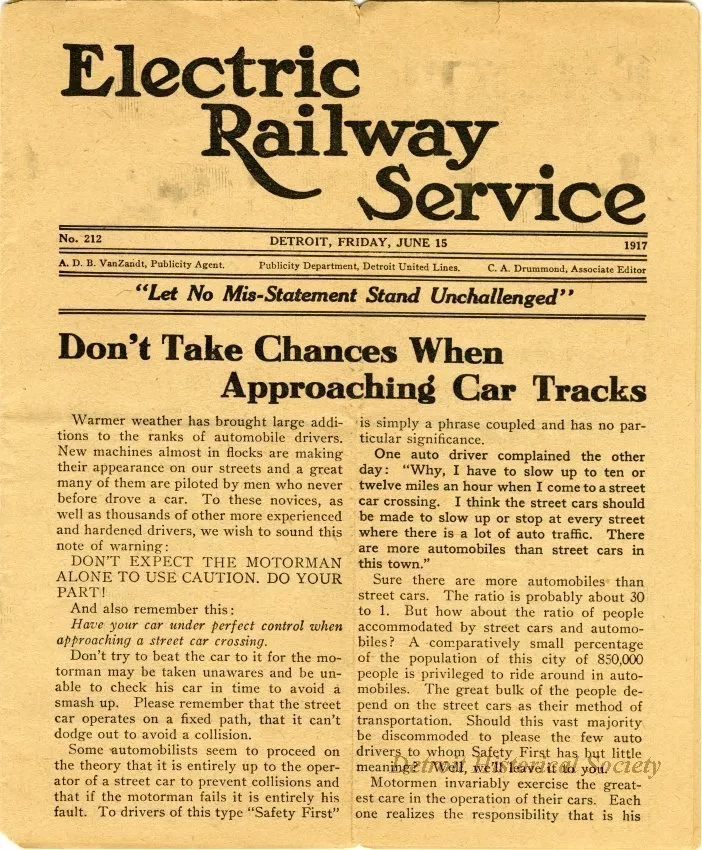 Electric
Railway
Service
No. 212 DETROIT, FRIDAY, JUNE 15 1917
A. D. B. VanZandt, Publicity Agent. Publicity Department, Detroit United Lines. C. A. Drummond, Associate Editor
"Let No Mis-Statement Stand Unchallenged"
Don't Take Chances When
Approaching Car Tracks
Warmer weather has brought large addi-
tions to the ranks of automobile drivers.
New machines almost in flocks are making
their appearance on our streets and a great
many of them are piloted by men who never
before drove a car. To these novices, as
well as thousands of other more experienced
and hardened drivers, we wish to sound this
note of warning:
DON'T EXPECT THE MOTORMAN
ALONE TO USE CAUTION. DO YOUR
PART!
And also remember this:
Have your car under perfect control when
approaching a street car crossing.
Don't try to beat the car to it for the mo-
torman may be taken unawares and be un-
able to check his car in time to avoid a
smash up. Please remember that the street
car operates on a fixed path, that it can't
dodge out to avoid a collision.
Some automobilists seem to proceed on
the theory that it is entirely up to the oper-
ator of a street car to prevent collisions and
that if the motorman fails it is entirely his
fault. To drivers of this type "Safety First"
is simply a phrase coupled and has no par-
ticular significance.
One auto driver complained the other
day: "Why, I have to slow up to ten or
twelve miles an hour when I come to a street
car crossing. I think the street cars should
be made to slow up or stop at every street
where there is a lot of auto traffic. There
are more automobiles than street cars in
this town."
Sure there are more automobiles than
street cars. The ratio is probably about 30
to 1. But how about the ratio of people
accommodated by street cars and automo-
biles? A comparatively small percentage
of the population of this city of 850,000
people is privileged to ride around in auto-
mobiles. The great bulk of the people de-
pend on the street cars as their method of
transportation. Should this vast majority
be discommoded to please the few auto
drivers to whom Safety First has but little
meaning? Well, we'll leave it to you.
Detroit Historical Society
Motormen invariably exercise the great-
est care in the operation of their cars. Each
one realizes the responsibility that is his